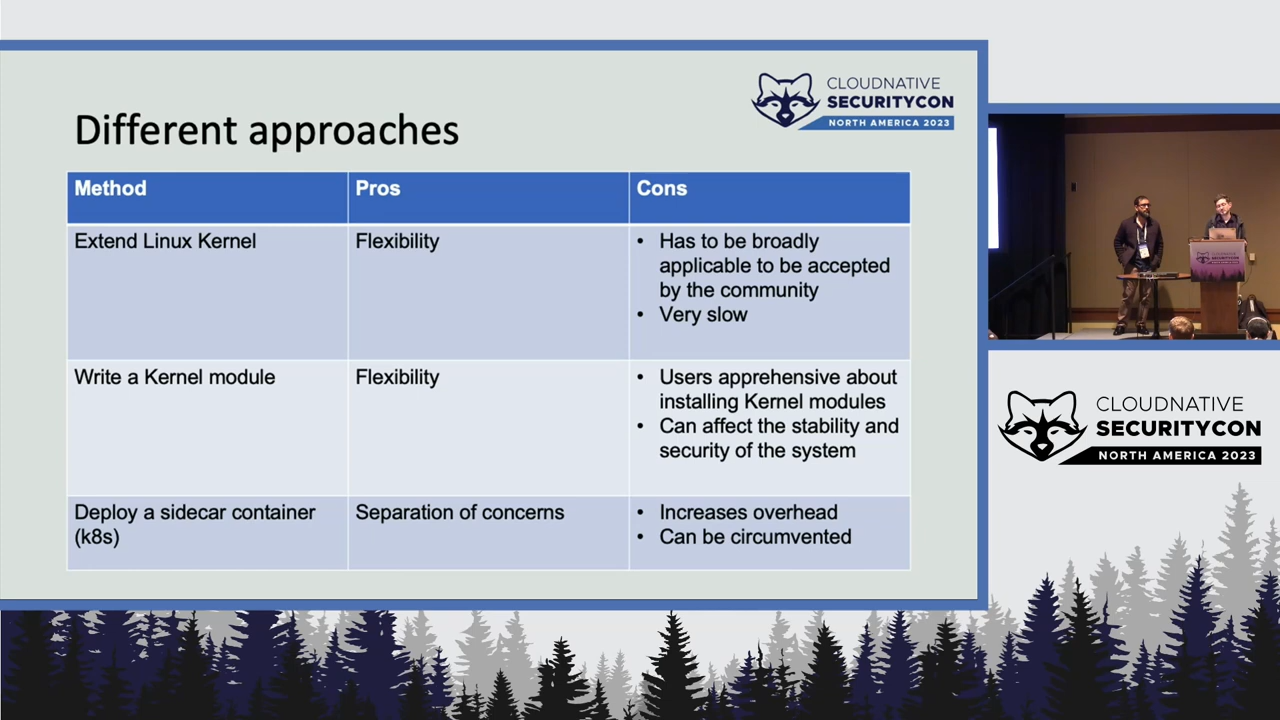 CLOUDNATIVE
SECURITYCON
NORTH AMERICA 2023
Different approaches
Method
Pros
Cons
Extend Linux Kernel
Flexibility
• Has to be broadly
applicable to be accepted
by the community
• Very slow
Write a Kernel module
Flexibility
• Users apprehensive about
installing Kernel modules
• Can affect the stability and
security of the system
Deploy a sidecar container
(k8s)
Separation of concerns
• Increases overhead
• Can be circumvented
CLOUDNATIVE
SECURITYCON
NORTH AMERICA 2023